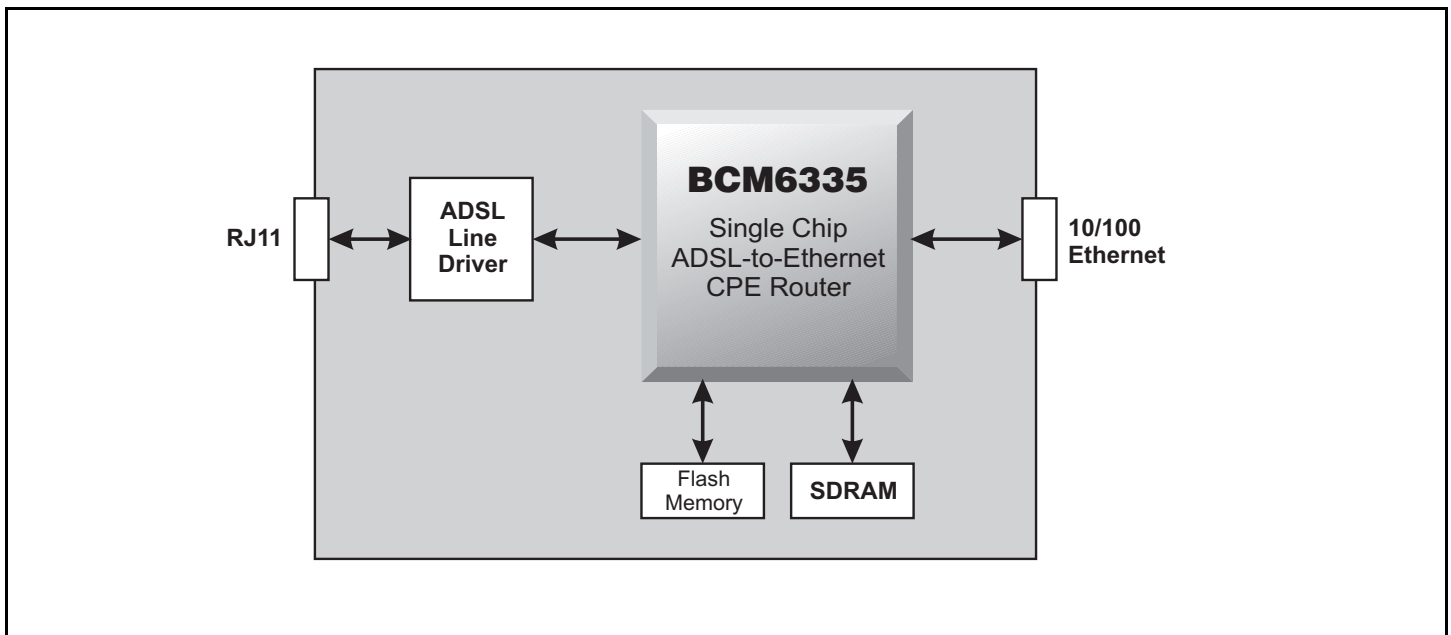 RJ11
ADSL
Line
Driver
BCM6335
Single Chip
ADSL-to-Ethernet
CPE Router
10/100
Ethernet
Flash
Memory
SDRAM